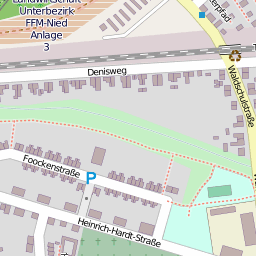 Landwirtschaft
Unterbezirk
FFM-Nied
Anlage
3
Denisweg
Waldschulstraße
Foockenstraße
P
Heinrich-Hardt-Straße